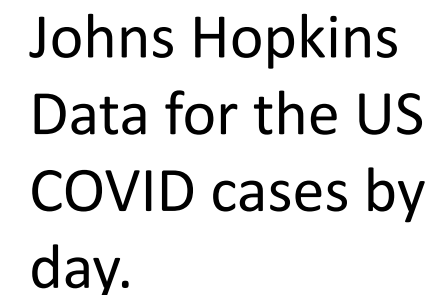 Johns Hopkins
Data for the US
COVID cases by
day.